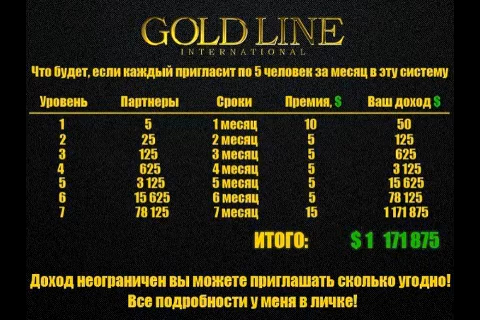 GOLD LINE
INTERNATIONAL
Что будет, если каждый пригласит по 5 человек за месяц в эту систему
Уровень Партнеры Сроки Премия, $ Ваш доход $
1 5 1 месяц 10 50
2 25 2 месяц 5 125
3 125 3 месяц 5 625
4 625 4 месяц 5 3 125
5 3 125 5 месяц 5 15 625
6 15 625 6 месяц 5 78 125
7 78 125 7 месяц 15 1 171 875
ИТОГО: $ 1 171 875
Доход неограничен вы можете приглашать сколько угодно!
Все подробности у меня в личке!